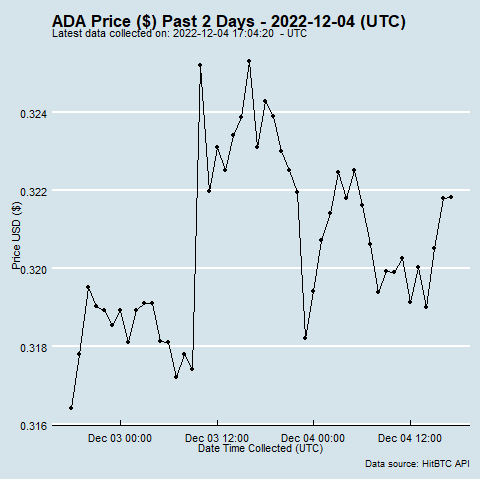 ADA Price ($) Past 2 Days - 2022-12-04 (UTC)
Latest data collected on: 2022-12-04 17:04:20 - UTC
0.324
0.322
0.320
0.318
0.316
Price USD ($)
Dec 03 00:00
Dec 03 12:00
Dec 04 00:00
Dec 04 12:00
Date Time Collected (UTC)
Data source: HitBTC API